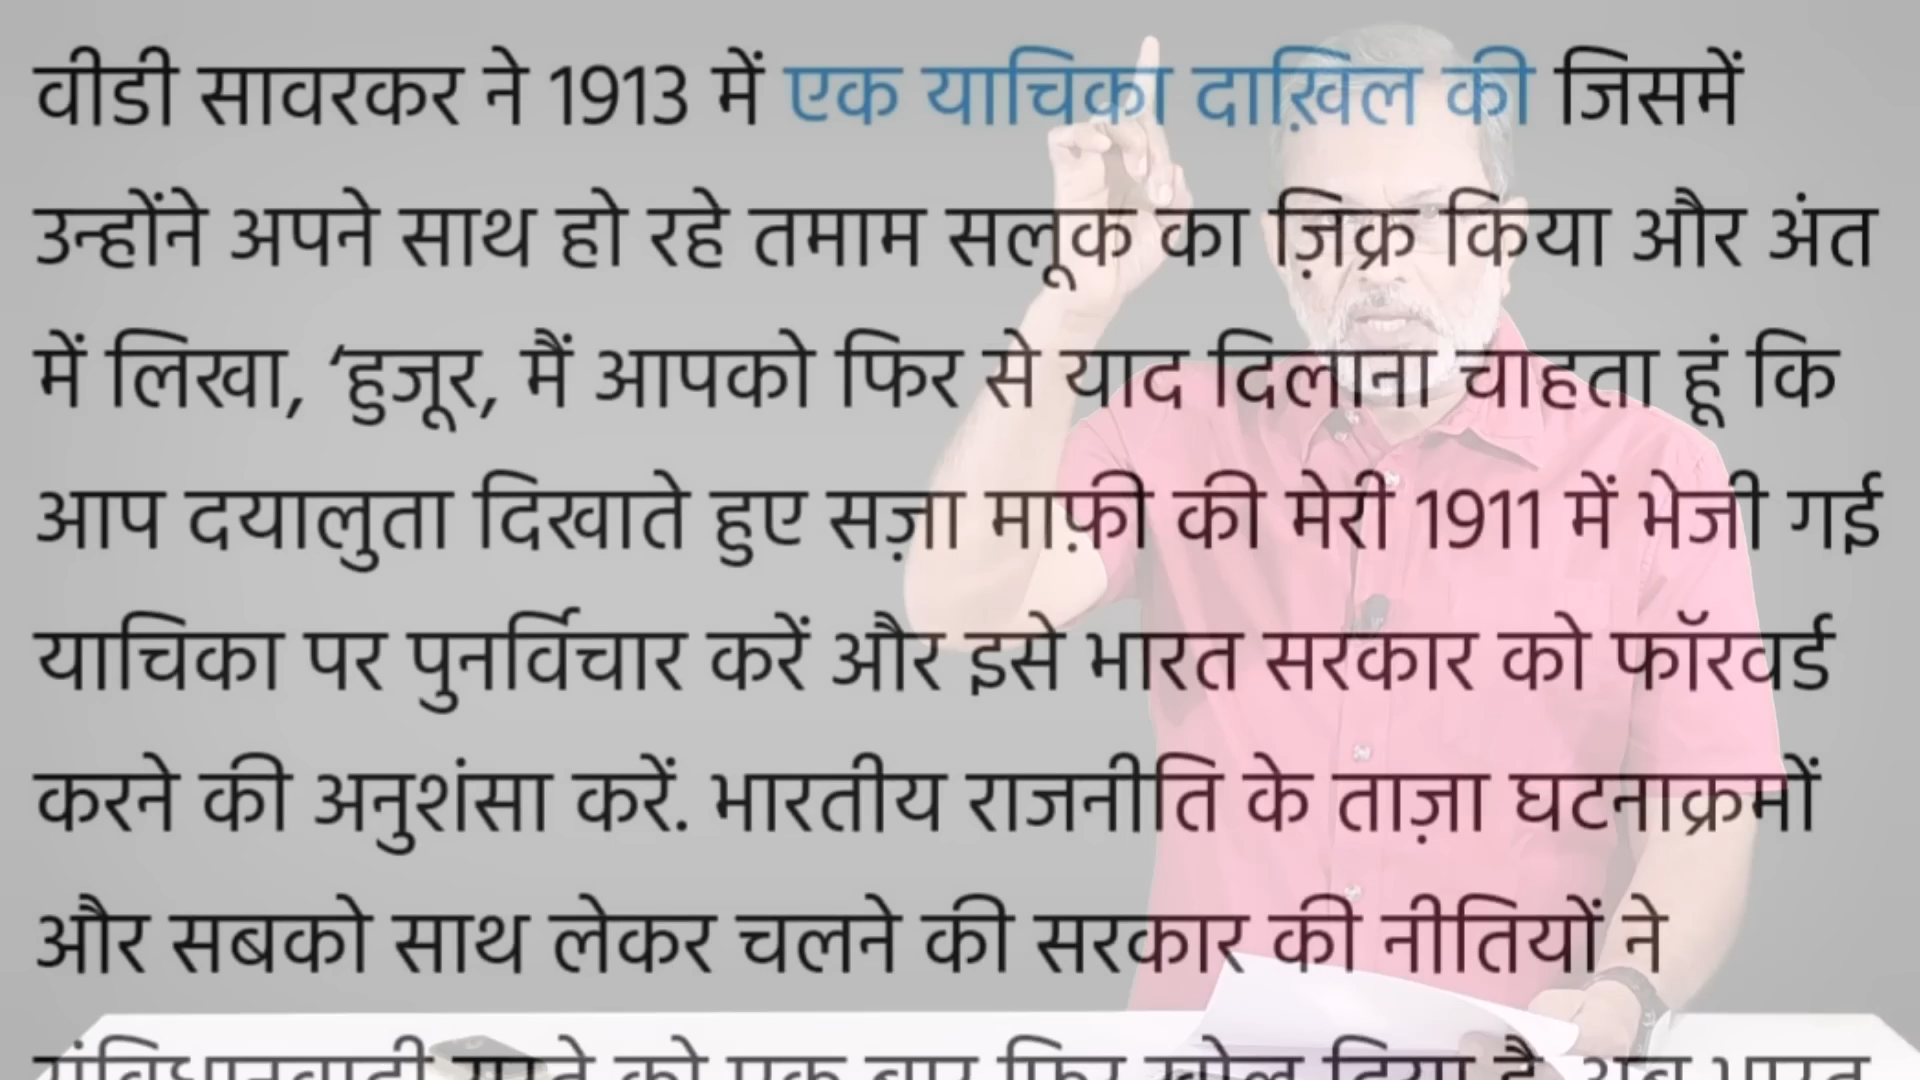 वीडी सावरकर ने 1913 में एक याचिका दाख़िल की जिसमें
उन्होंने अपने साथ हो रहे तमाम सलूक का ज़िक्र किया और अंत
में लिखा, ‘हुजूर, मैं आपको फिर से याद दिलाना चाहता हूं कि
आप दयालुता दिखाते हुए सज़ा माफ़ी की मेरी 1911 में भेजी गई
याचिका पर पुनर्विचार करें और इसे भारत सरकार को फॉरवर्ड
करने की अनुशंसा करें. भारतीय राजनीति के ताज़ा घटनाक्रमों
और सबको साथ लेकर चलने की सरकार की नीतियों ने